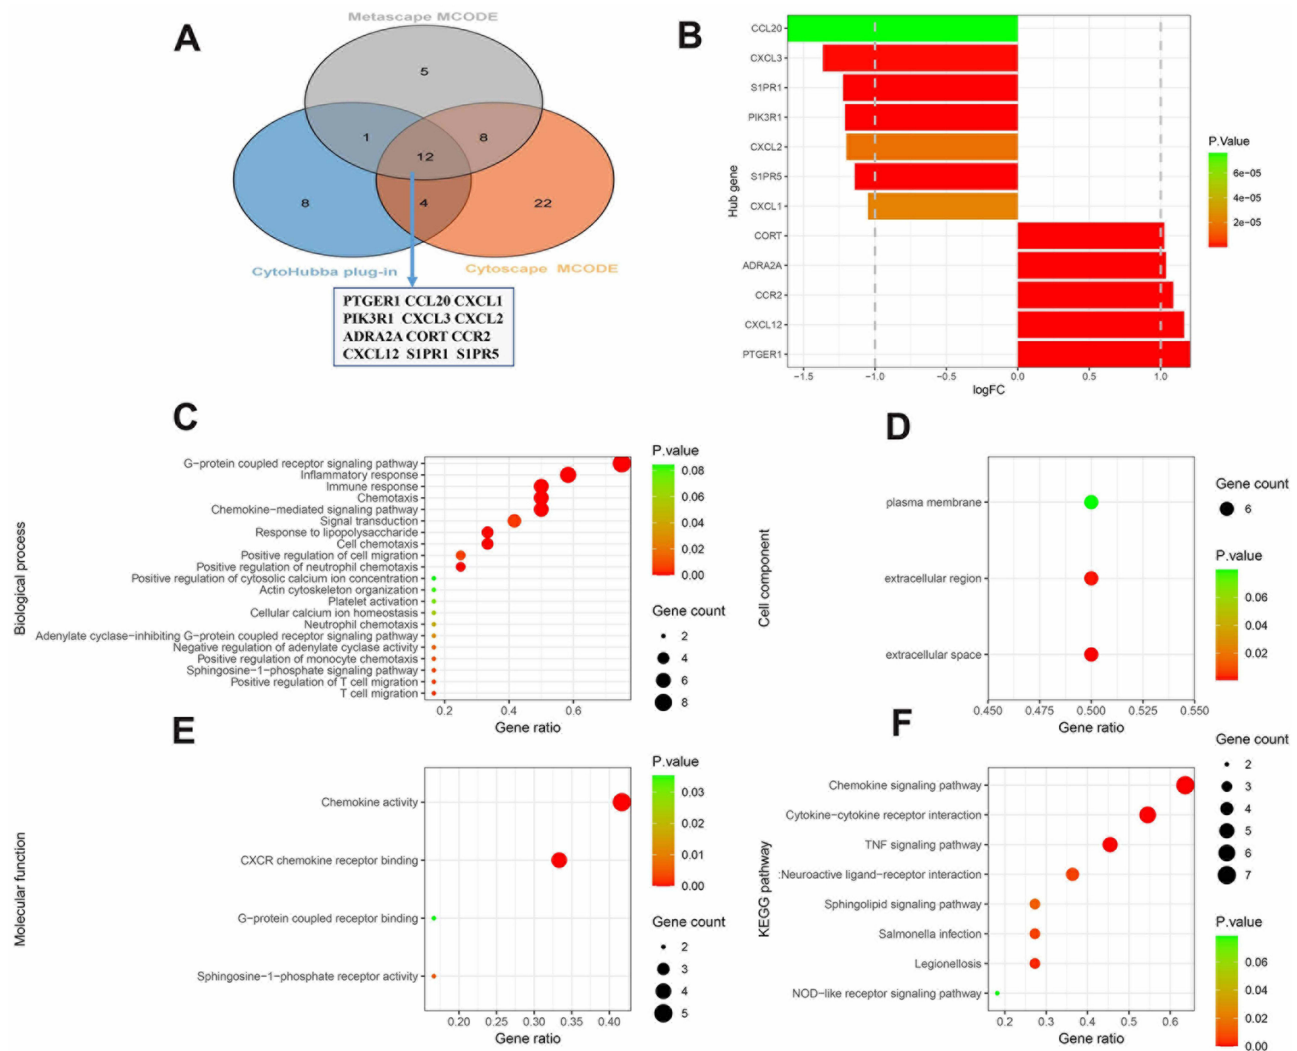 A
Metascape MCODE
5
1
8
12
8
4
22
CytoHubba plug-in
Cytoscape MCODE
PTGER1 CCL20 CXCL1
PIK3R1 CXCL3 CXCL2
ADRA2A CORT CCR2
CXCL12 S1PR1 S1PR5
B
Hub gene
CCL20
CXCL3
S1PR1
PIK3R1
CXCL2
S1PR5
CXCL1
CORT
ADRA2A
CCR2
CXCL12
PTGER1
−1.5 −1.0 −0.5 0.0 0.5 1.0
logFC
P.Value
6e−05
4e−05
2e−05
C
Biological process
G−protein coupled receptor signaling pathway
Inflammatory response
Immune response
Chemotaxis
Chemokine−mediated signaling pathway
Signal transduction
Response to lipopolysaccharide
Cell chemotaxis
Positive regulation of cell migration
Positive regulation of neutrophil chemotaxis
Positive regulation of cytosolic calcium ion concentration
Actin cytoskeleton organization
Platelet activation
Cellular calcium ion homeostasis
Neutrophil chemotaxis
Adenylate cyclase−inhibiting G−protein coupled receptor signaling pathway
Negative regulation of adenylate cyclase activity
Positive regulation of monocyte chemotaxis
Sphingosine−1−phosphate signaling pathway
Positive regulation of T cell migration
T cell migration
0.2 0.4 0.6
Gene ratio
P.value
0.08
0.06
0.04
0.02
0.00
Gene count
2
4
6
8
D
Cell component
plasma membrane
extracellular region
extracellular space
0.450 0.475 0.500 0.525 0.550
Gene ratio
Gene count
6
P.value
0.06
0.04
0.02
E
Molecular function
Chemokine activity
CXCR chemokine receptor binding
G−protein coupled receptor binding
Sphingosine−1−phosphate receptor activity
0.20 0.25 0.30 0.35 0.40
Gene ratio
P.value
0.03
0.02
0.01
0.00
Gene count
2
3
4
5
F
KEGG pathway
Chemokine signaling pathway
Cytokine−cytokine receptor interaction
TNF signaling pathway
:Neuroactive ligand−receptor interaction
Sphingolipid signaling pathway
Salmonella infection
Legionellosis
NOD−like receptor signaling pathway
0.2 0.3 0.4 0.5 0.6
Gene ratio
Gene count
2
3
4
5
6
7
P.value
0.06
0.04
0.02
0.00